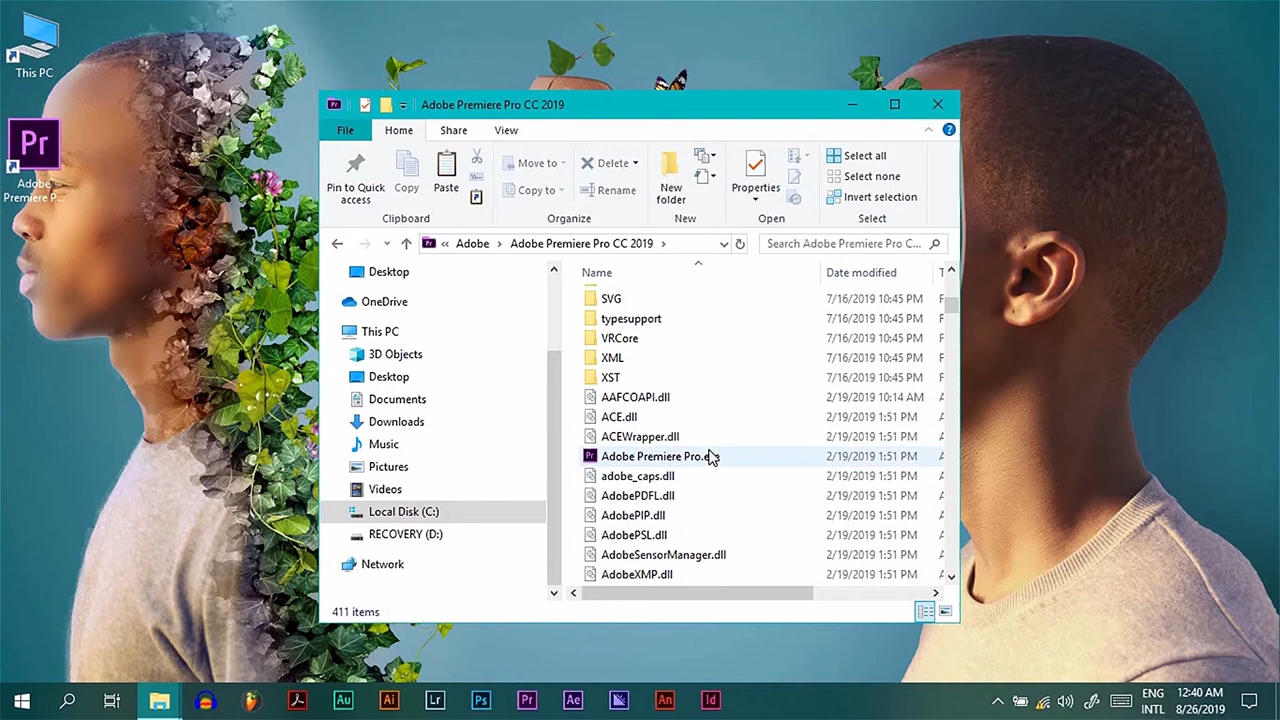 This PC
Pr
Adobe
Premiere P...
Adobe Premiere Pro CC 2019
File Home Share View
Pin to Quick access
Copy
Paste
Move to
Copy to
Delete
Rename
New folder
Properties
Select all
Select none
Invert selection
Clipboard Organize New Open Select
Adobe Adobe Premiere Pro CC 2019
Search Adobe Premiere Pro C...
Desktop
OneDrive
This PC
3D Objects
Desktop
Documents
Downloads
Music
Pictures
Videos
Local Disk (C:)
RECOVERY (D:)
Network
Name Date modified
SVG 7/16/2019 10:45 PM
typesupport 7/16/2019 10:45 PM
VRCore 7/16/2019 10:45 PM
XML 7/16/2019 10:45 PM
XST 7/16/2019 10:45 PM
AAFCOAPI.dll 2/19/2019 10:14 AM
ACE.dll 2/19/2019 1:51 PM
ACEWrapper.dll 2/19/2019 1:51 PM
Adobe Premiere 2/19/2019 1:51 PM
adobe_caps.dll 2/19/2019 1:51 PM
AdobePDFL.dll 2/19/2019 1:51 PM
AdobePIP.dll 2/19/2019 1:51 PM
AdobePSL.dll 2/19/2019 1:51 PM
AdobeSensorManager.dll 2/19/2019 1:51 PM
AdobeXMP.dll 2/19/2019 1:51 PM
411 items
Au Ai Lr Ps Pr Ae An Id
ENG
INTL
12:40 AM
8/26/2019